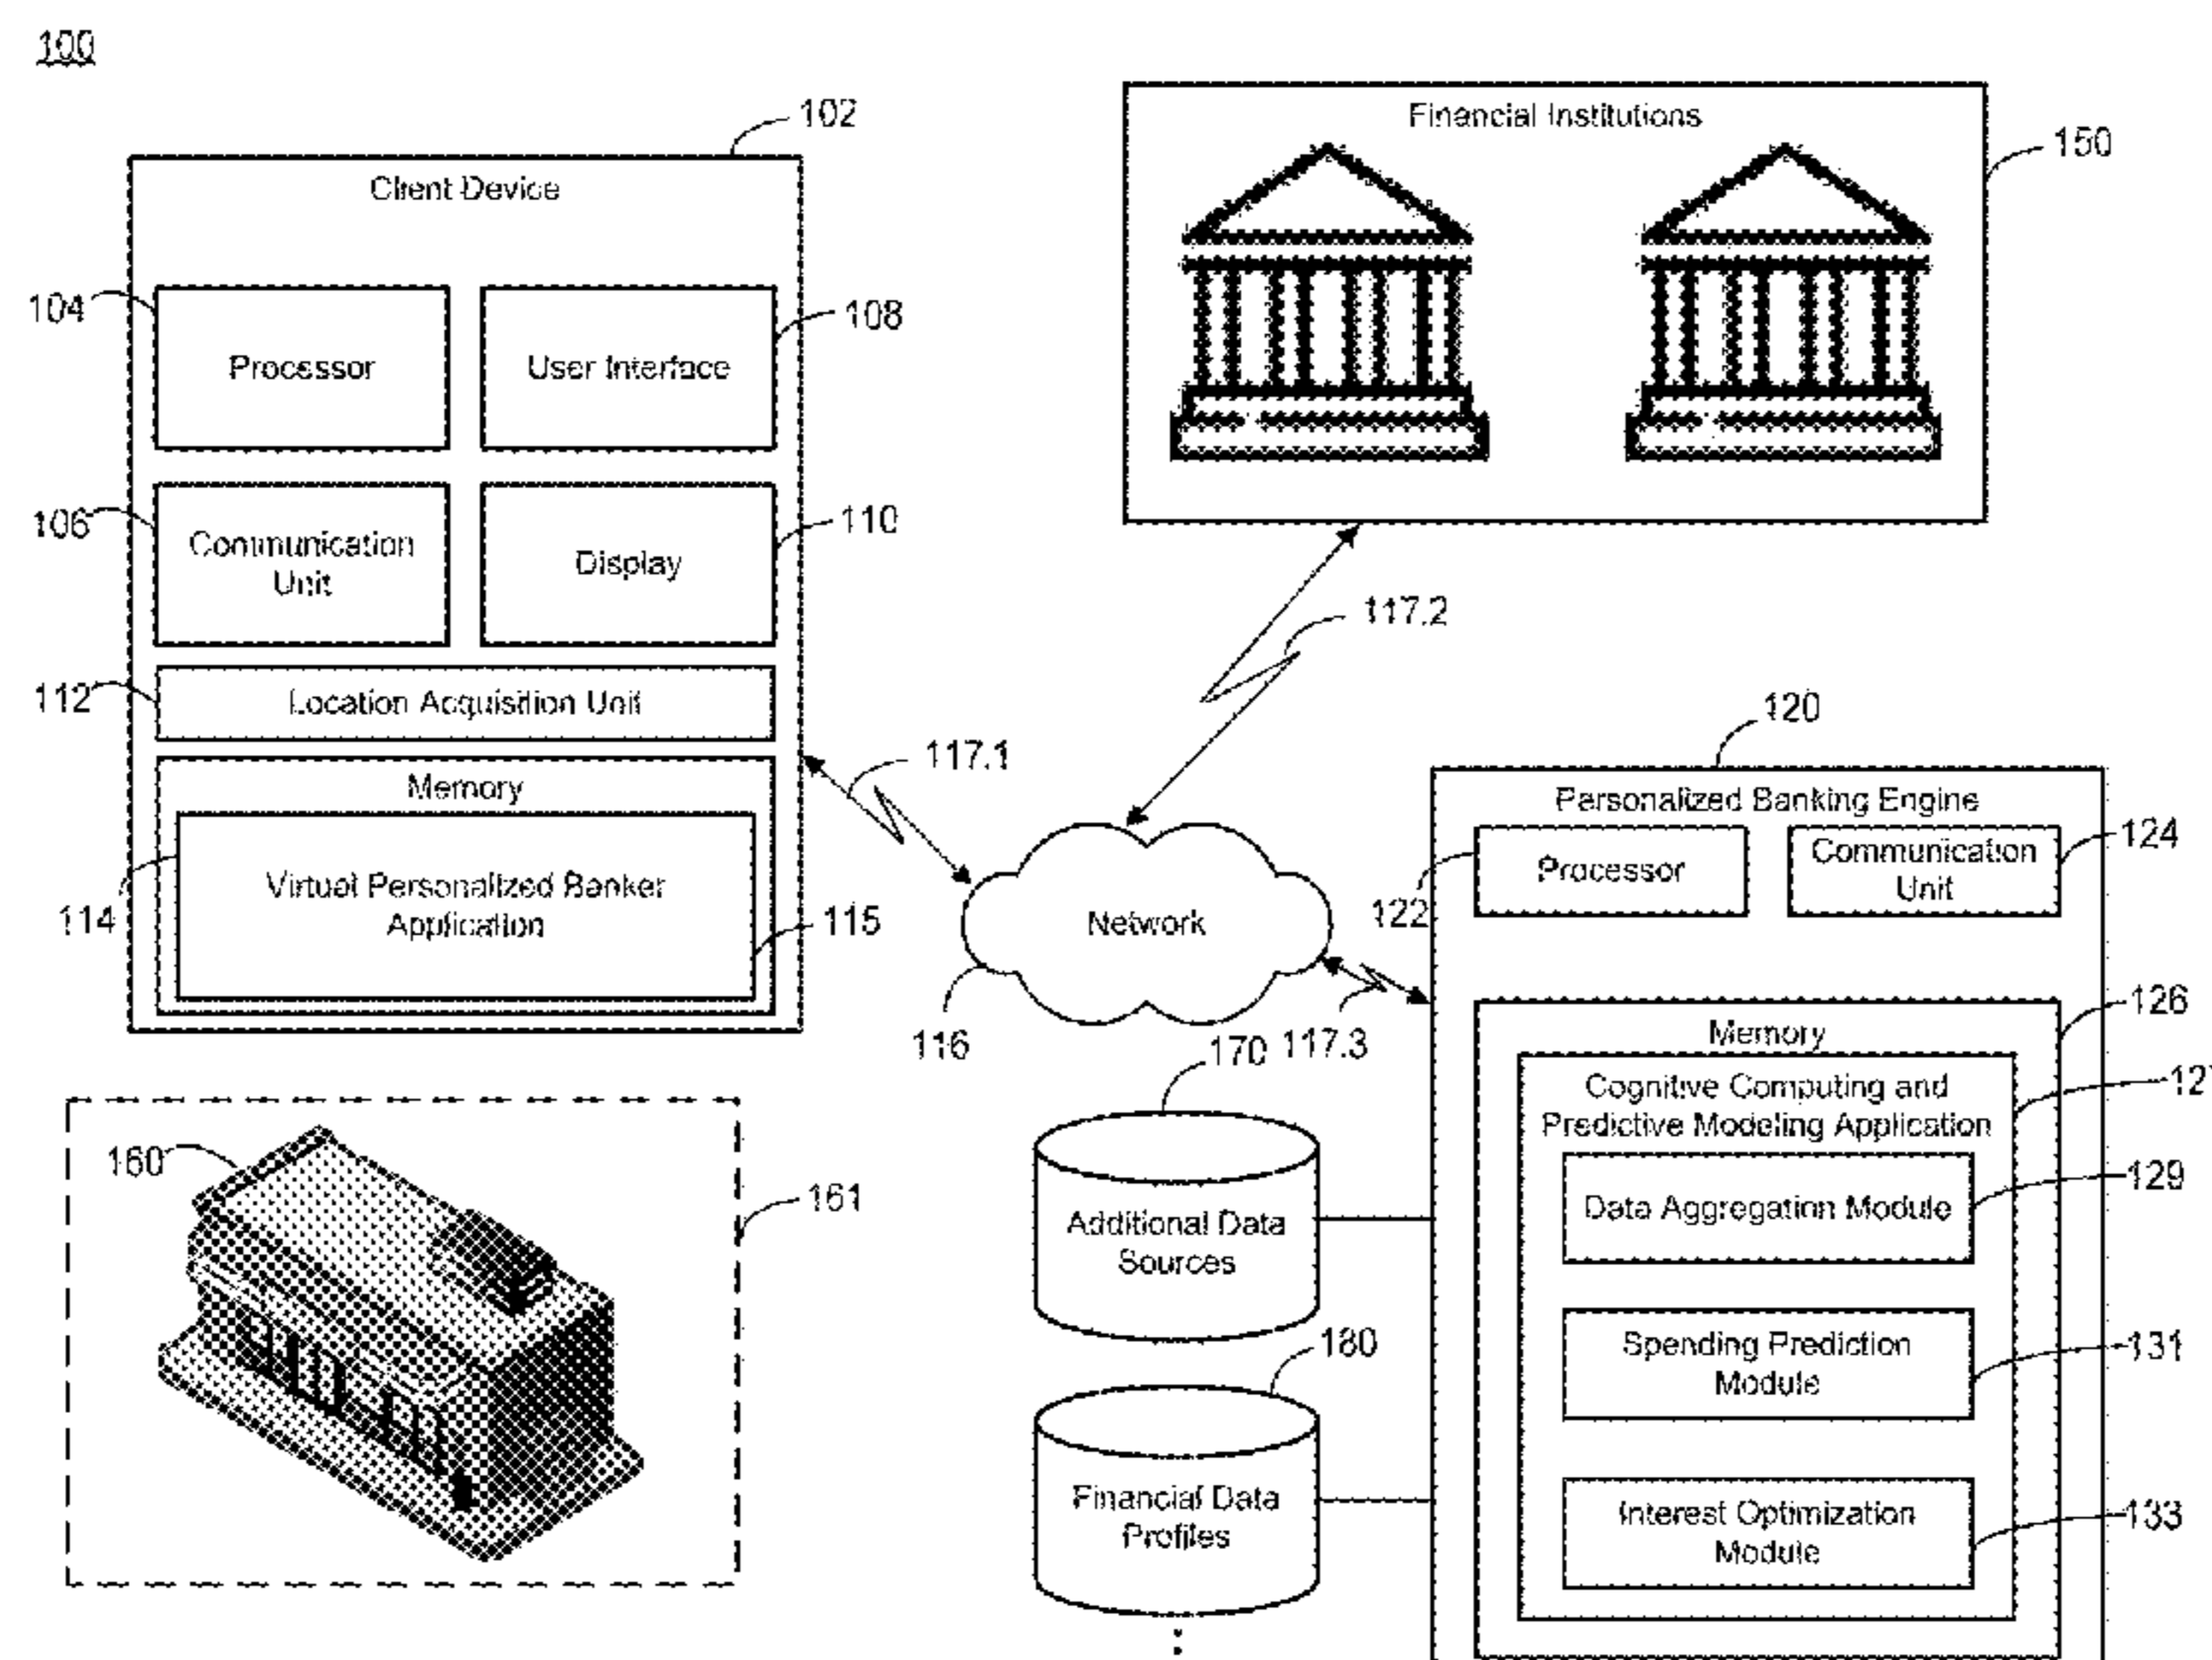 100
102
Client Device
104
Processor
User Interface
108
106
Communication
Unit
Display
110
112
Location Acquisition Unit
Memory
114
Virtual Personalized Banker
Application
115
Financial Institutions
150
117.1
117.2
Network
116
117.3
120
Personalized Banking Engine
Processor
122
Communication
Unit
124
126
Memory
Cognitive Computing and
Predictive Modeling Application
Data Aggregation Module
129
Spending Prediction
Module
131
Interest Optimization
Module
133
160
161
170
Additional Data
Sources
180
Financial Data
Profiles